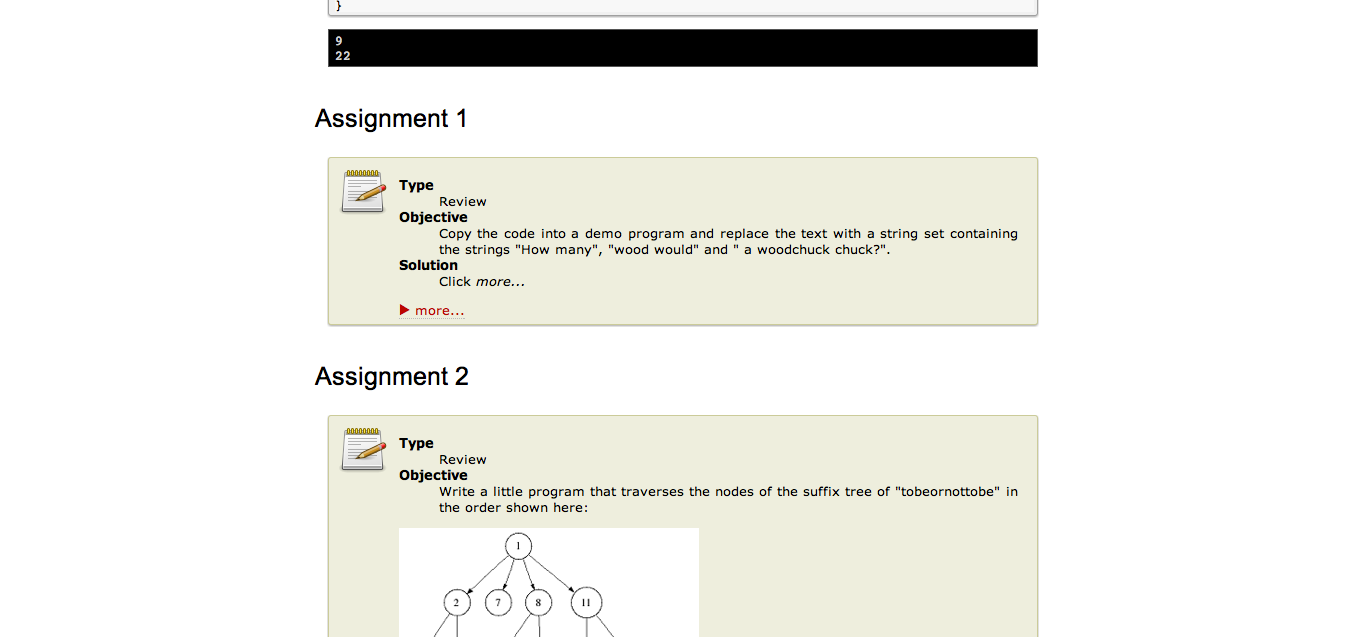 }
9
22
Assignment 1
Type
Review
Objective
Copy the code into a demo program and replace the text with a string set containing
the strings "How many", "wood would" and " a woodchuck chuck?".
Solution
Click more...
more...
Assignment 2
Type
Review
Objective
Write a little program that traverses the nodes of the suffix tree of "tobeornottobe" in
the order shown here:
1
2 7 8 11